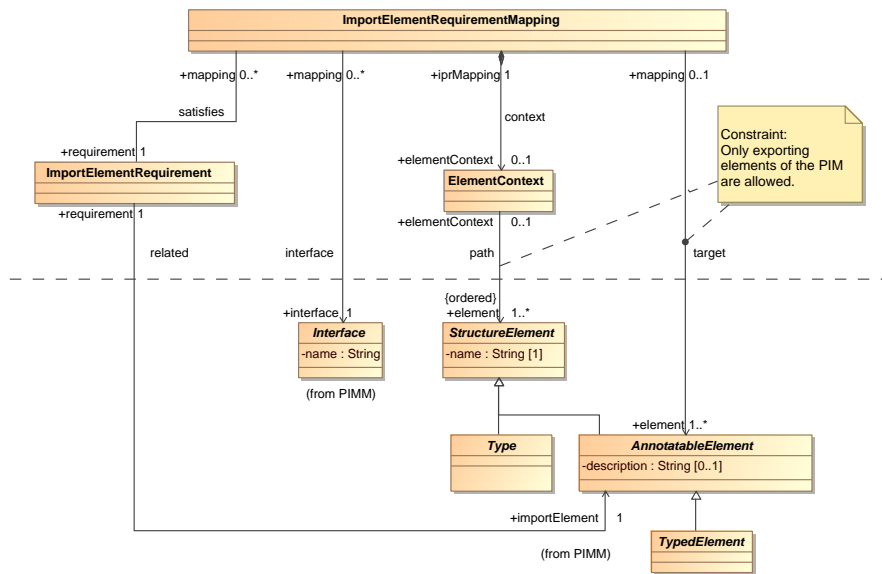 ImportElementRequirementMapping
+mapping 0..*
+mapping 0..*
+iprMapping 1
+mapping 0..1
satisfies
context
Constraint:
Only exporting
elements of the PIM
are allowed.
+requirement 1
+elementContext 0..1
ImportElementRequirement
ElementContext
+requirement 1
+elementContext 0..1
related
interface
path
target
{ordered}
+interface 1
+element 1..*
Interface
StructureElement
-name : String
-name : String [1]
(from PIMM)
+element 1..*
Type
AnnotatableElement
-description : String [0..1]
+importElement 1
(from PIMM)
TypedElement